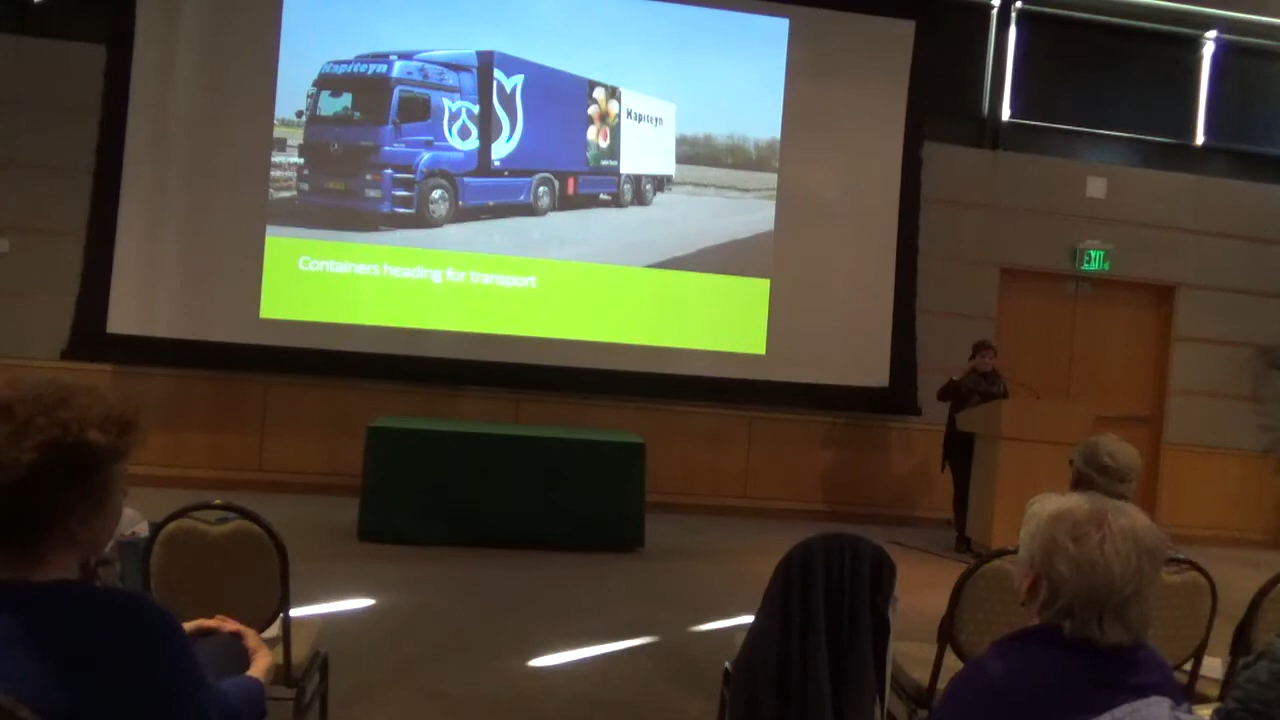 Kapiteyn
Kapiteyn
Containers heading for transport
EXIT